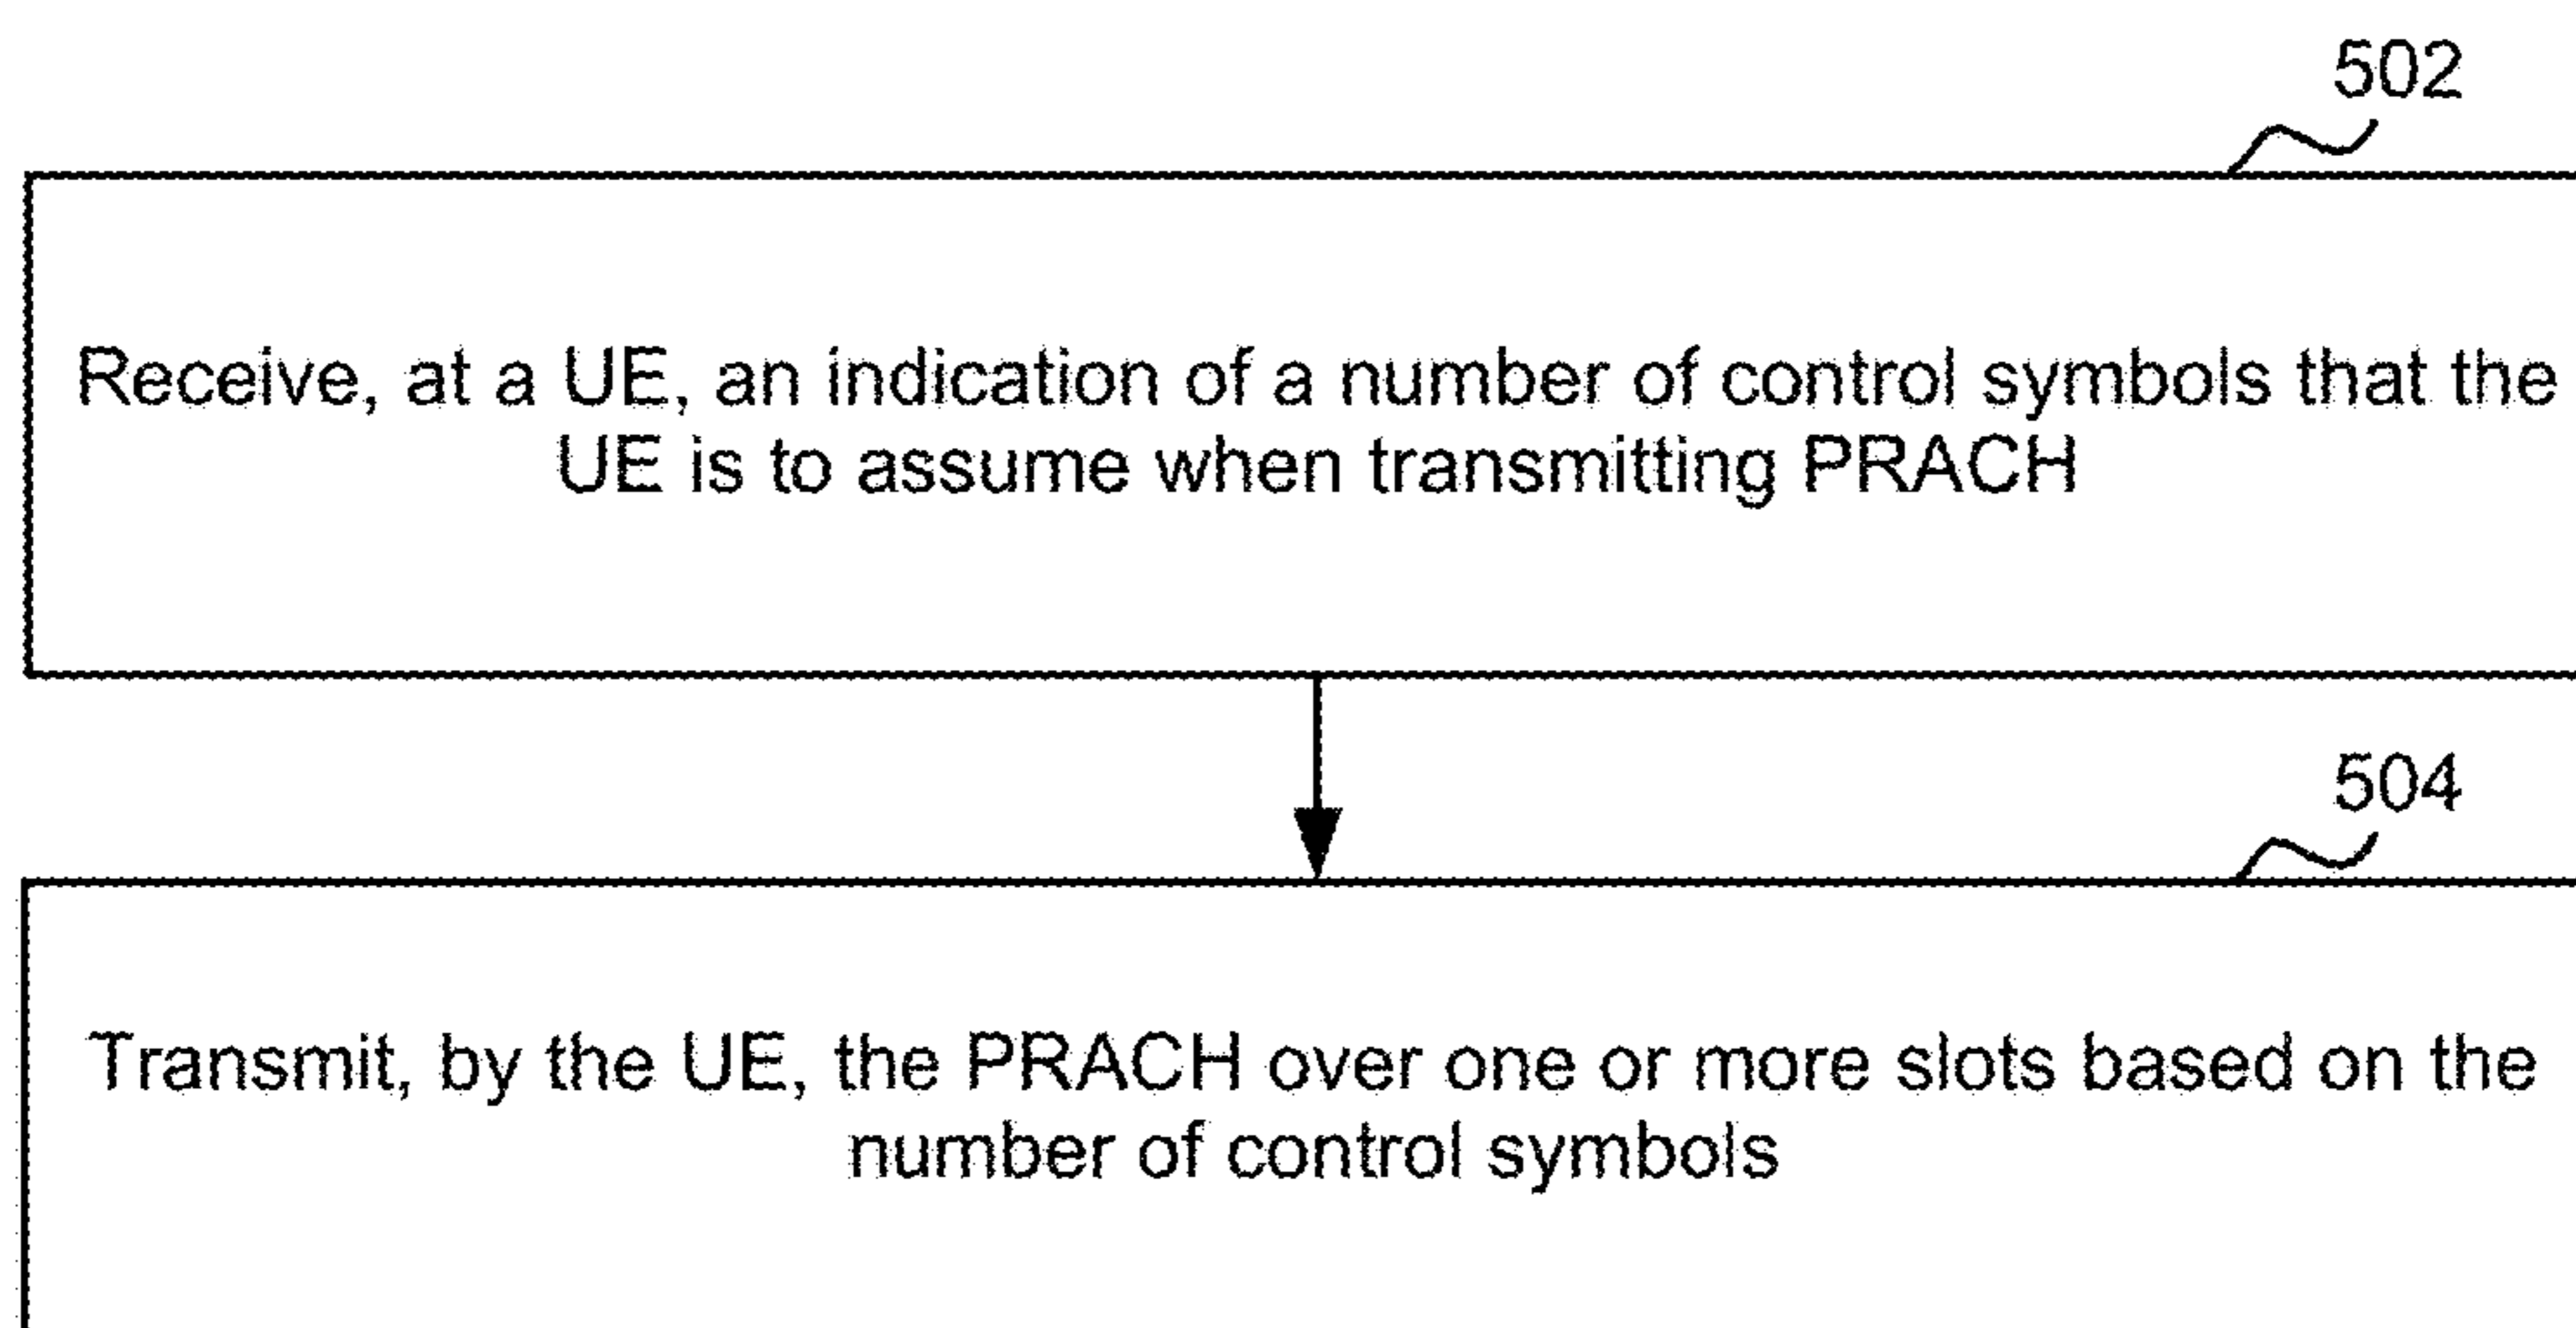 502
Receive, at a UE, an indication of a number of control symbols that the
UE is to assume when transmitting PRACH
504
Transmit, by the UE, the PRACH over one or more slots based on the
number of control symbols